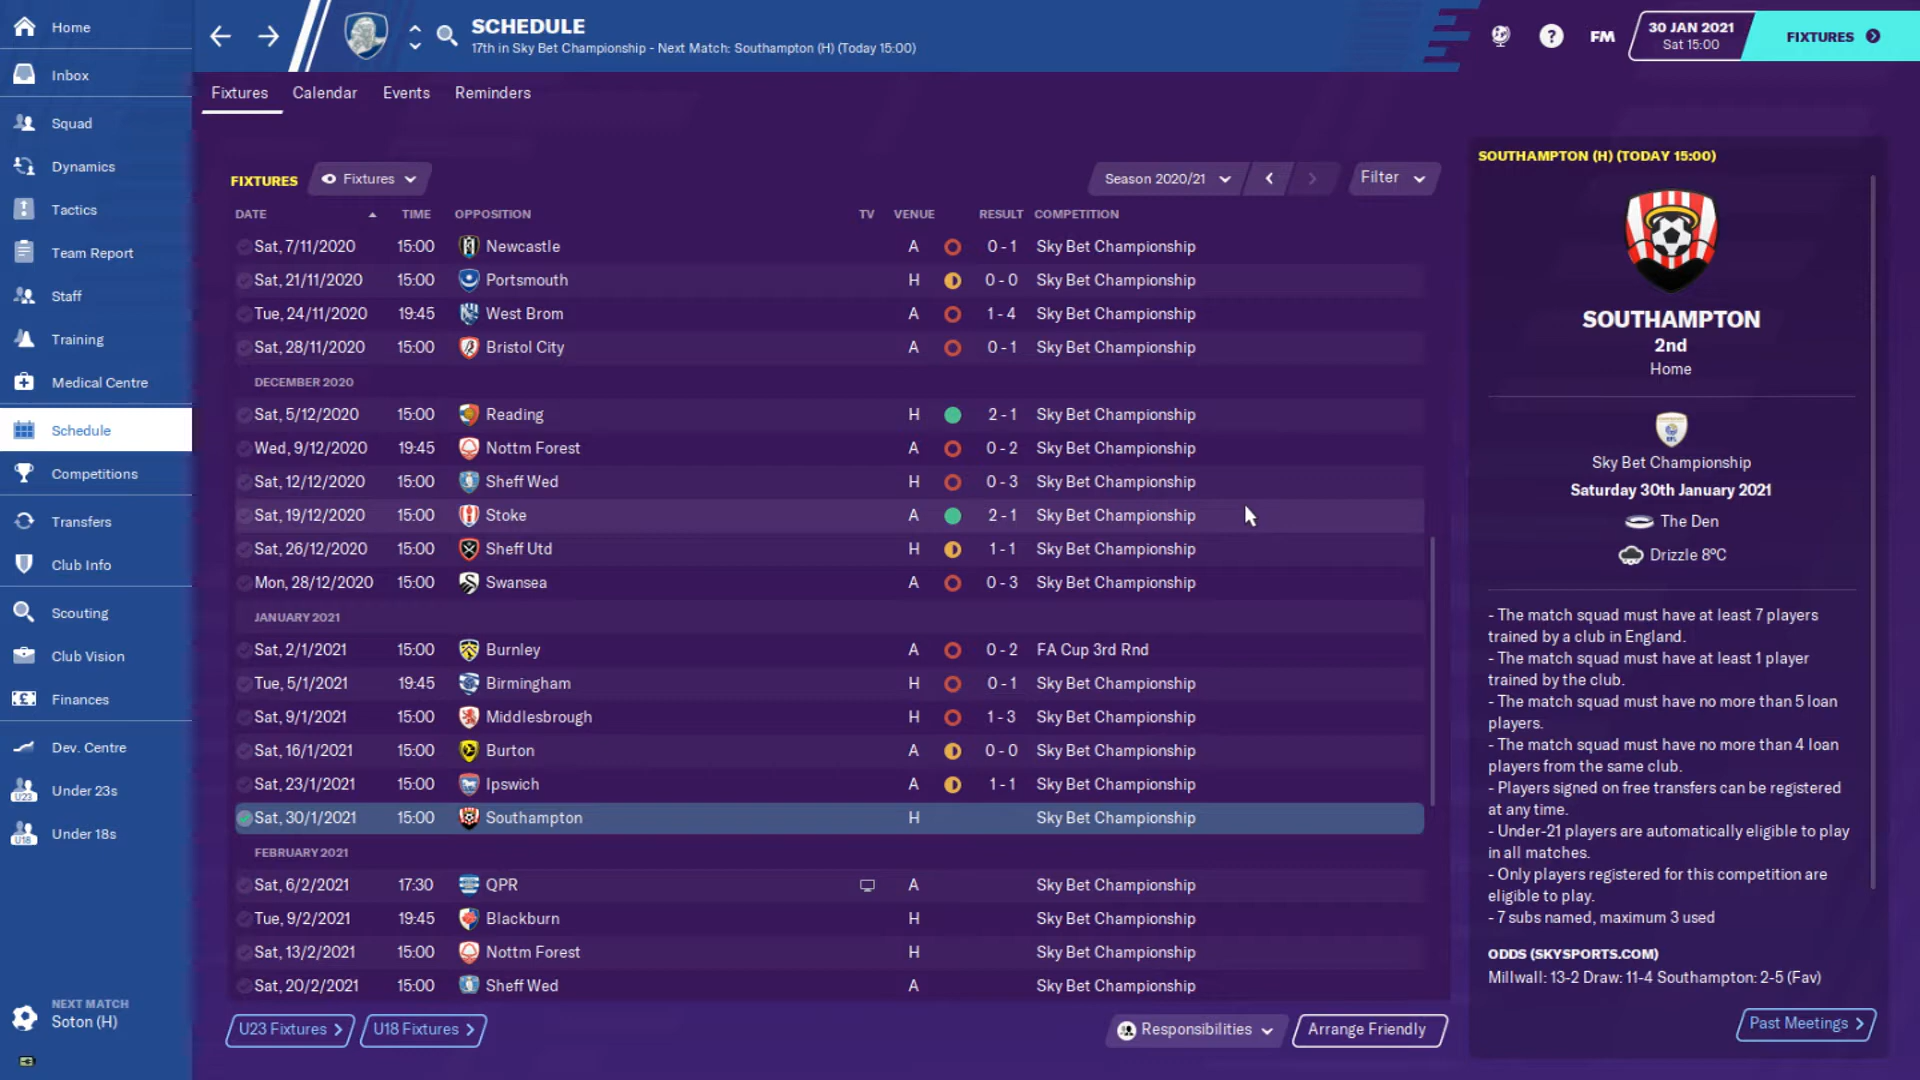 Home
Inbox
Squad
Dynamics
Tactics
Team Report
Staff
Training
Medical Centre
Schedule
Competitions
Transfers
Club Info
Scouting
Club Vision
Finances
Dev. Centre
U23 Under 23s
U18 Under 18s
NEXT MATCH
Soton (H)
SCHEDULE
17th in Sky Bet Championship - Next Match: Southampton (H) (Today 15:00)
? FM
30 JAN 2021
Sat 15:00
FIXTURES
Fixtures Calendar Events Reminders
FIXTURES Fixtures Season 2020/21 Filter
DATE TIME OPPOSITION TV VENUE RESULT COMPETITION
Sat, 7/11/2020 15:00 Newcastle A 0 - 1 Sky Bet Championship
Sat, 21/11/2020 15:00 Portsmouth H 0 - 0 Sky Bet Championship
Tue, 24/11/2020 19:45 West Brom A 1 - 4 Sky Bet Championship
Sat, 28/11/2020 15:00 Bristol City A 0 - 1 Sky Bet Championship
DECEMBER 2020
Sat, 5/12/2020 15:00 Reading H 2 - 1 Sky Bet Championship
Wed, 9/12/2020 19:45 Nottm Forest A 0 - 2 Sky Bet Championship
Sat, 12/12/2020 15:00 Sheff Wed H 0 - 3 Sky Bet Championship
Sat, 19/12/2020 15:00 Stoke A 2 - 1 Sky Bet Championship
Sat, 26/12/2020 15:00 Sheff Utd H 1 - 1 Sky Bet Championship
Mon, 28/12/2020 15:00 Swansea A 0 - 3 Sky Bet Championship
JANUARY 2021
Sat, 2/1/2021 15:00 Burnley A 0 - 2 FA Cup 3rd Rnd
Tue, 5/1/2021 19:45 Birmingham H 0 - 1 Sky Bet Championship
Sat, 9/1/2021 15:00 Middlesbrough H 1 - 3 Sky Bet Championship
Sat, 16/1/2021 15:00 Burton A 0 - 0 Sky Bet Championship
Sat, 23/1/2021 15:00 Ipswich A 1 - 1 Sky Bet Championship
Sat, 30/1/2021 15:00 Southampton H Sky Bet Championship
FEBRUARY 2021
Sat, 6/2/2021 17:30 QPR A Sky Bet Championship
Tue, 9/2/2021 19:45 Blackburn H Sky Bet Championship
Sat, 13/2/2021 15:00 Nottm Forest H Sky Bet Championship
Sat, 20/2/2021 15:00 Sheff Wed A Sky Bet Championship
U23 Fixtures U18 Fixtures Responsibilities Arrange Friendly
SOUTHAMPTON (H) (TODAY 15:00)
SOUTHAMPTON
2nd
Home
Sky Bet Championship
Saturday 30th January 2021
The Den
Drizzle 8ºC
- The match squad must have at least 7 players
trained by a club in England.
- The match squad must have at least 1 player
trained by the club.
- The match squad must have no more than 5 loan
players.
- The match squad must have no more than 4 loan
players from the same club.
- Players signed on free transfers can be registered
at any time.
- Under-21 players are automatically eligible to play
in all matches.
- Only players registered for this competition are
eligible to play.
- 7 subs named, maximum 3 used
ODDS (SKYSPORTS.COM)
Millwall: 13-2 Draw: 11-4 Southampton: 2-5 (Fav)
Past Meetings